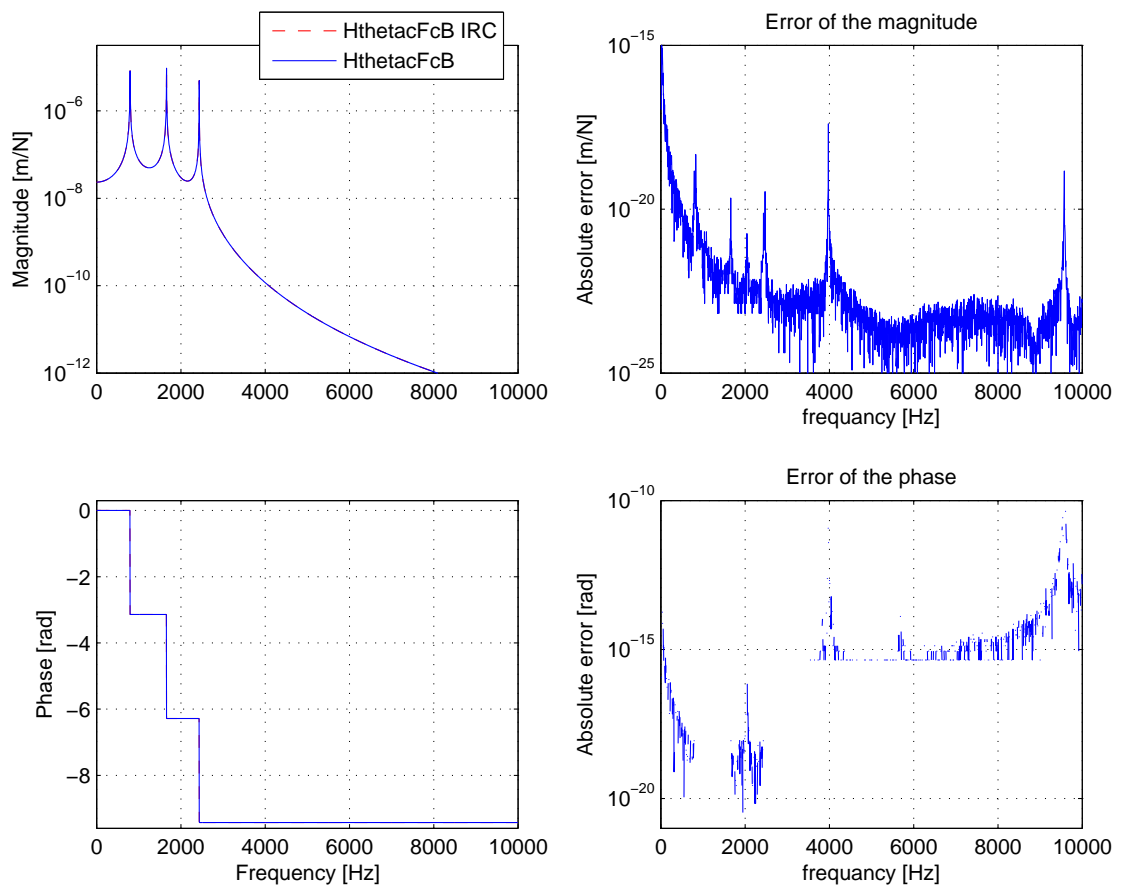 HthetacFcB IRC
HthetacFcB
Magnitude [m/N]
10⁻⁶
10⁻⁸
10⁻¹⁰
10⁻¹²
0 2000 4000 6000 8000 10000
Error of the magnitude
Absolute error [m/N]
10⁻¹⁵
10⁻²⁰
10⁻²⁵
0 2000 4000 6000 8000 10000
frequancy [Hz]
Phase [rad]
0
−2
−4
−6
−8
0 2000 4000 6000 8000 10000
Frequency [Hz]
Error of the phase
Absolute error [rad]
10⁻¹⁰
10⁻¹⁵
10⁻²⁰
0 2000 4000 6000 8000 10000
frequancy [Hz]